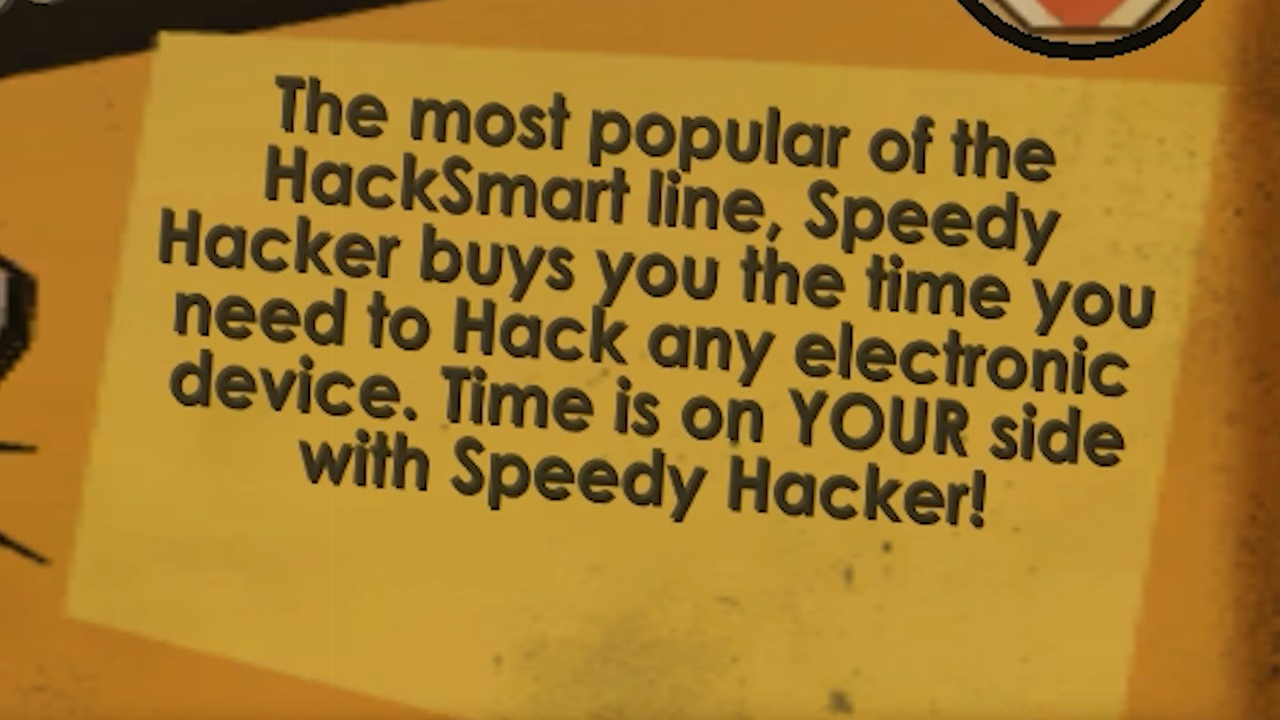 The most popular of the
HackSmart line, Speedy
Hacker buys you the time you
need to Hack any electronic
device. Time is on YOUR side
with Speedy Hacker!